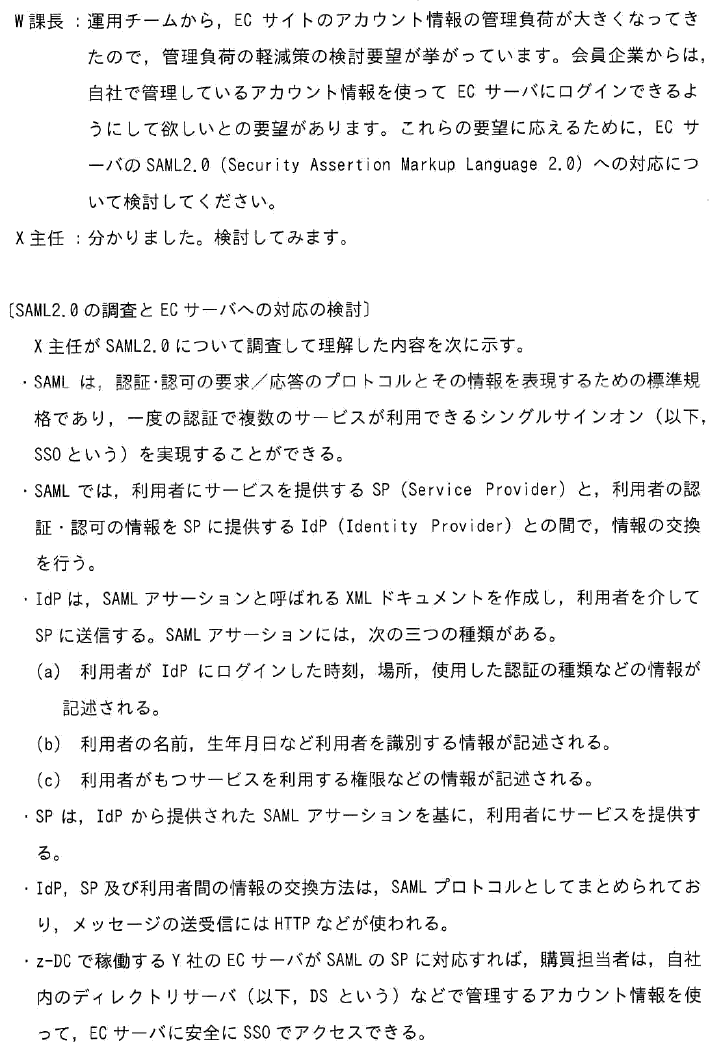 W課長 ：運用チームから，EC サイトのアカウント情報の管理負荷が大きくなってき
たので，管理負荷の軽減策の検討要望が挙がっています。会員企業からは，
自社で管理しているアカウント情報を使って EC サーバにログインできるよ
うにして欲しいとの要望があります。これらの要望に応えるために，EC サ
ーバの SAML2.0（Security Assertion Markup Language 2.0）への対応につ
いて検討してください。
X主任 ：分かりました。検討してみます。
〔SAML2.0 の調査と EC サーバへの対応の検討〕
X主任が SAML2.0 について調査して理解した内容を次に示す。
・SAML は，認証・認可の要求／応答のプロトコルとその情報を表現するための標準規
格であり，一度の認証で複数のサービスが利用できるシングルサインオン（以下，
SSO という）を実現することができる。
・SAML では，利用者にサービスを提供する SP（Service Provider）と，利用者の認
証・認可の情報を SP に提供する IdP（Identity Provider）との間で，情報の交換
を行う。
・IdP は，SAML アサーションと呼ばれる XML ドキュメントを作成し，利用者を介して
SP に送信する。SAML アサーションには，次の三つの種類がある。
(a) 利用者が IdP にログインした時刻，場所，使用した認証の種類などの情報が
記述される。
(b) 利用者の名前，生年月日など利用者を識別する情報が記述される。
(c) 利用者がもつサービスを利用する権限などの情報が記述される。
・SP は，IdP から提供された SAML アサーションを基に，利用者にサービスを提供す
る。
・IdP，SP 及び利用者間の情報の交換方法は，SAML プロトコルとしてまとめられてお
り，メッセージの送受信には HTTP などが使われる。
・z-DC で稼働する Y 社の EC サーバが SAML の SP に対応すれば，購買担当者は，自社
内のディレクトリサーバ（以下，DS という）などで管理するアカウント情報を使
って，EC サーバに安全に SSO でアクセスできる。